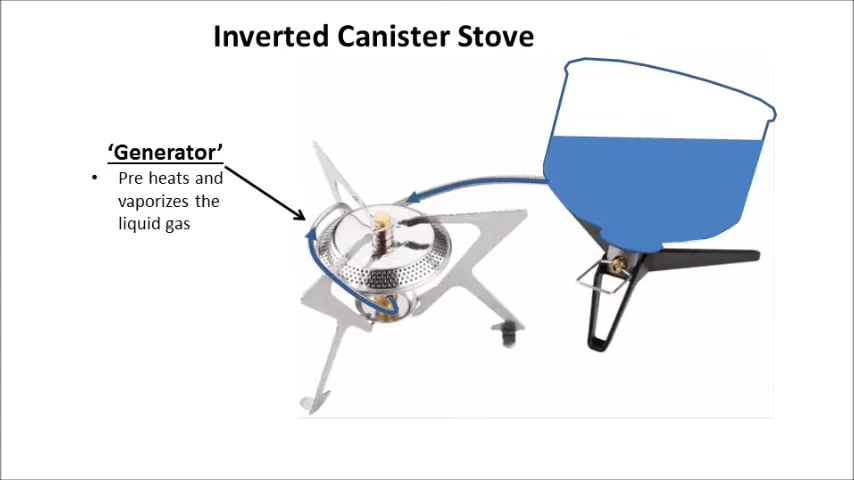 Inverted Canister Stove
‘Generator’
• Pre heats and
vaporizes the
liquid gas